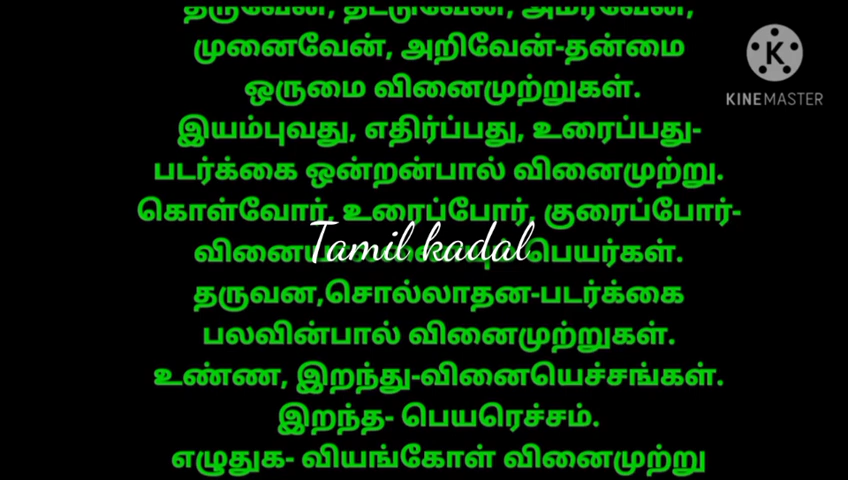 முனைவேன், அறிவேன்-தன்மை
ஒருமை வினைமுற்றுகள்.
இயம்புவது, எதிர்ப்பது, உரைப்பது-
படர்க்கை ஒன்றன்பால் வினைமுற்று.
கொள்வோர், உரைப்போர், குரைப்போர்-
பெயர்கள்.
தருவன,சொல்லாதன-படர்க்கை
பலவின்பால் வினைமுற்றுகள்.
உண்ண, இறந்து-வினையெச்சங்கள்.
இறந்த- பெயரெச்சம்.
எழுதுக- வியங்கோள் வினைமுற்று
Tamil kadal
K
KINEMASTER